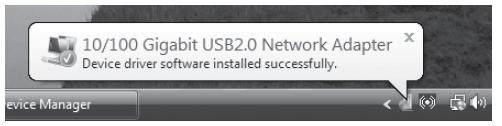 10/100 Gigabit USB2.0 Network Adapter
Device driver software installed successfully.
evice Manager